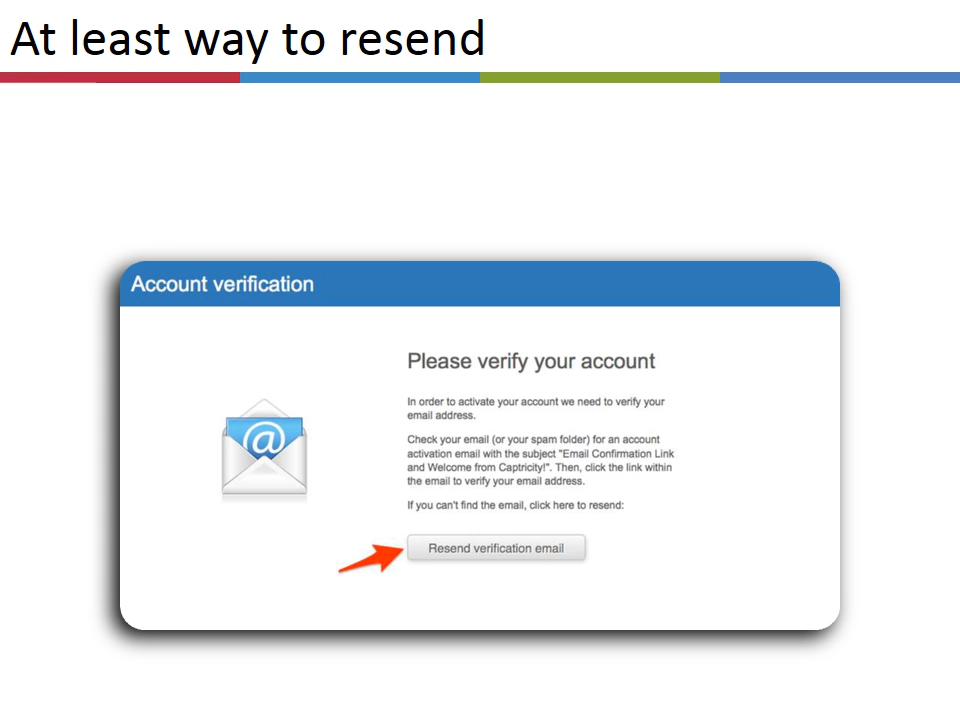 At least way to resend
Account verification
Please verify your account
In order to activate your account we need to verify your
email address.
Check your email (or your spam folder) for an account
activation email with the subject "Email Confirmation Link
and Welcome from Captricity!". Then, click the link within
the email to verify your email address.
If you can't find the email, click here to resend:
Resend verification email